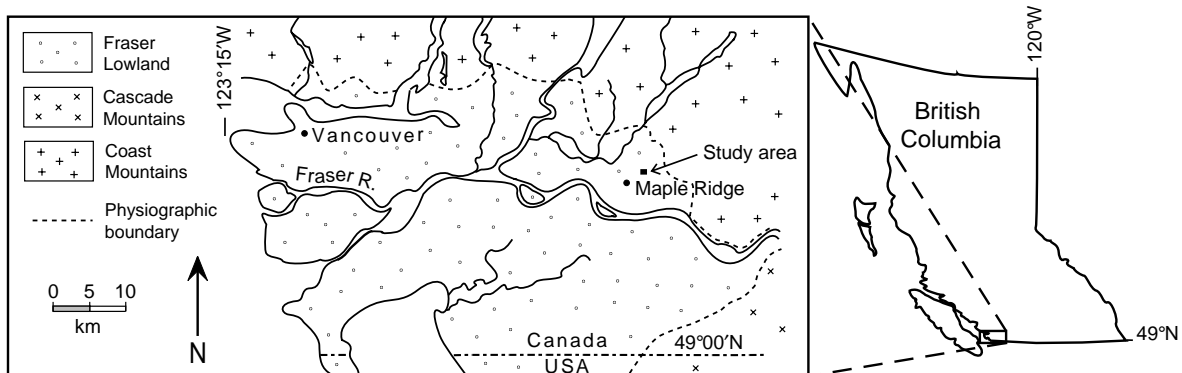 Fraser
Lowland
Cascade
Mountains
Coast
Mountains
Physiographic
boundary
0 5 10
km
N
123°15′W
Vancouver
Fraser R.
Study area
Maple Ridge
Canada
49°00′N
USA
120°W
British
Columbia
49°N